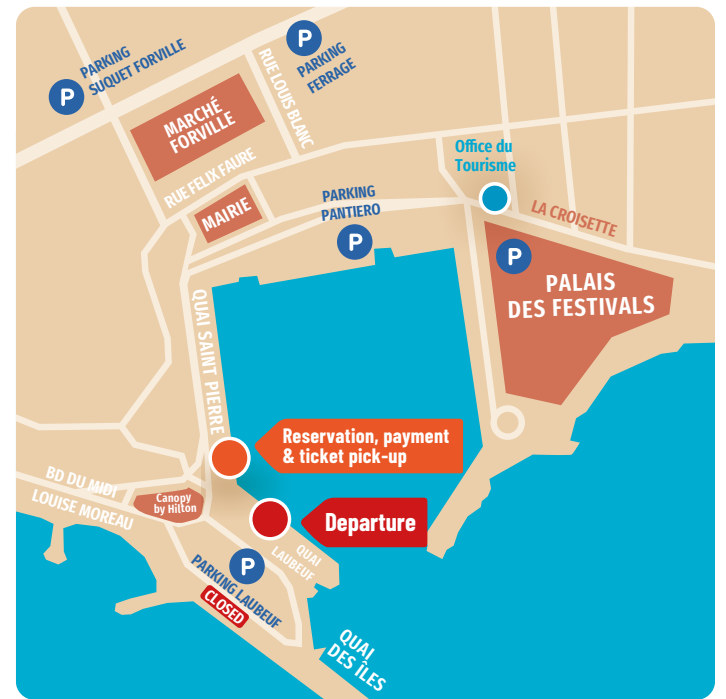 PARKING
SUQUET FORVILLE
P
P
PARKING
FERRAGE
RUE LOUIS BLANC
MARCHÉ
FORVILLE
RUE FELIX FAURE
MAIRIE
PARKING
PANTIERO
P
Office du
Tourisme
LA CROISETTE
P
PALAIS
DES FESTIVALS
QUAI SAINT PIERRE
Reservation, payment
& ticket pick-up
BD DU MIDI
LOUISE MOREAU
Canopy
by Hilton
Departure
QUAI
LAUBEUF
P
PARKING LAUBEUF
CLOSED
QUAI
DES ÎLES